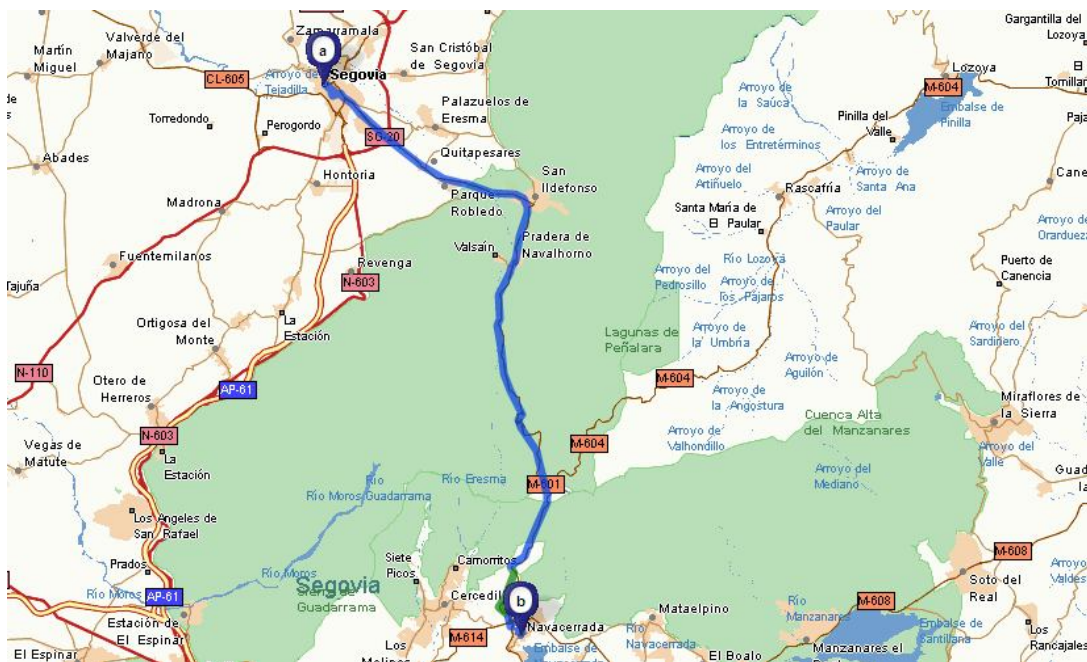 Valverde del
Majano
Zamarramala
Martín
Miguel
CL-605
Arroyo de
Tejadilla
a
Segovia
San Cristóbal
de Segovia
Palazuelos de
Eresma
Torredondo
Perogordo
SG-20
Quitapesares
Abades
Hontoria
Madrona
Parque
Robledo
San
Ildefonso
Valsaín
Pradera de
Navalhorno
Fuentemilanos
Revenga
N-603
Tajuña
Ortigosa del
Monte
La
Estación
N-110
AP-61
Otero de
Herreros
N-603
La
Estación
Vegas de
Matute
Los Angeles de
San Rafael
Prados
Río Moros
AP-61
Estación de
El Espinar
El Espinar
Río
Río Moros Guadarrama
Río Eresma
Río Moros
Segovia
Guadarrama
Siete
Picos
Camorritos
Cercedil
M-614
Los
b
Navacerrada
Embalse de
Navacerrada
Río
Navacerrada
Mataelpino
El Boalo
M-601
M-604
M-604
Lagunas de
Peñalara
Arroyo de
la Saúca
Arroyo de
los Entretérminos
Arroyo del
Artiñuelo
Santa María de
Paular
Rascafría
Pinilla del
Valle
Lozoya
M-604
Embalse de
Pinilla
Gargantilla del
Lozoya
Arroyo de
Santa Ana
Arroyo del
Paular
Río Lozoya
Arroyo del
Pedrosillo
Arroyo de
los Pájaros
Arroyo de
la Umbría
Arroyo de
Aguilón
Arroyo de
la Angostura
Arroyo de
Valhondillo
Cuenca Alta
del Manzanares
Arroyo del
Mediano
Puerto de
Canencia
Arroyo del
Sardinero
Miraflores de
la Sierra
Arroyo del
Valle
M-608
Soto del
Real
M-608
Río
Manzanares
Embalse de
Santillana
Manzanares el
Los
Rancajales